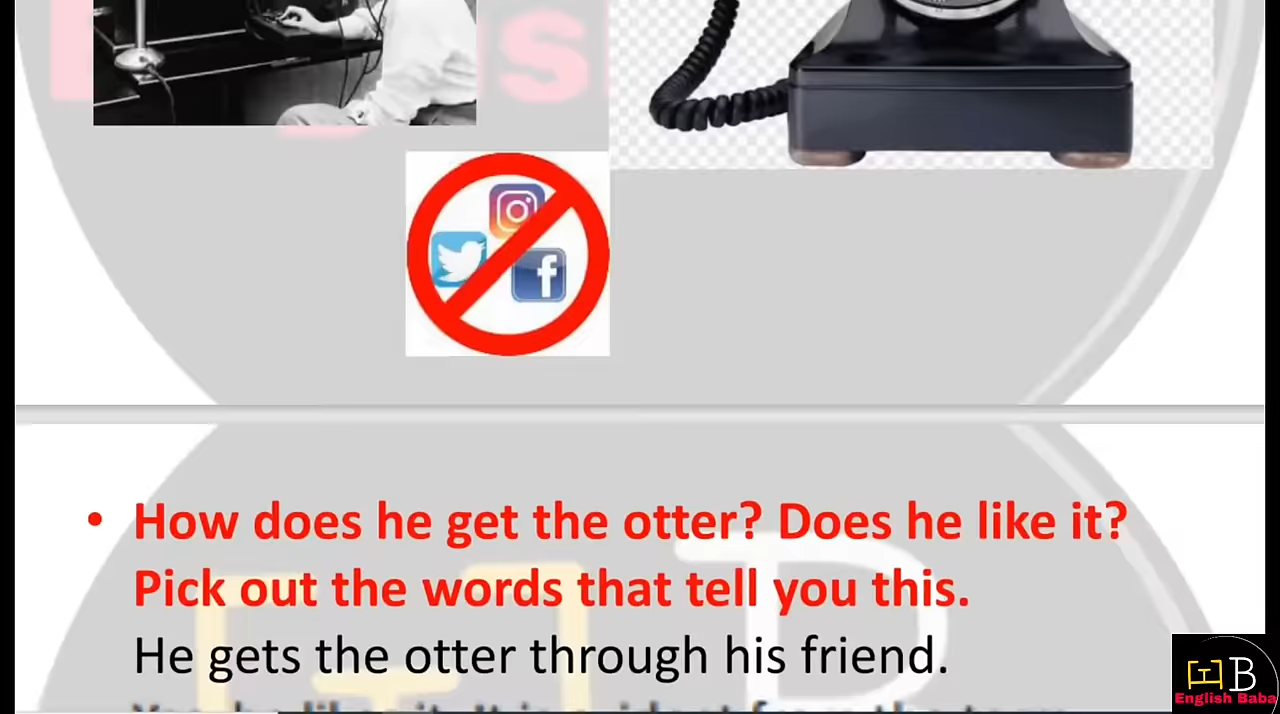 • How does he get the otter? Does he like it?
Pick out the words that tell you this.
He gets the otter through his friend.
B
English Baba